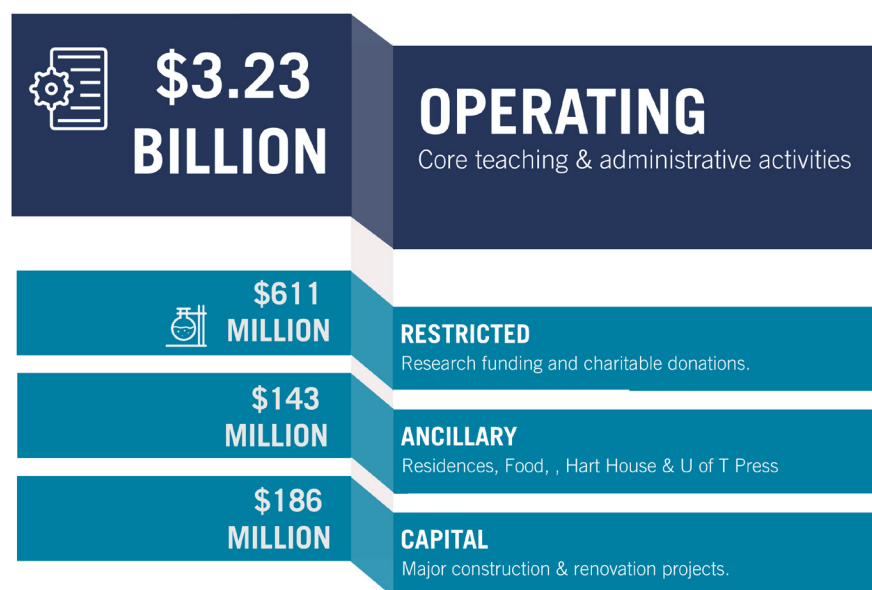 $3.23
BILLION
OPERATING
Core teaching & administrative activities
$611
MILLION
RESTRICTED
Research funding and charitable donations.
$143
MILLION
ANCILLARY
Residences, Food, , Hart House & U of T Press
$186
MILLION
CAPITAL
Major construction & renovation projects.